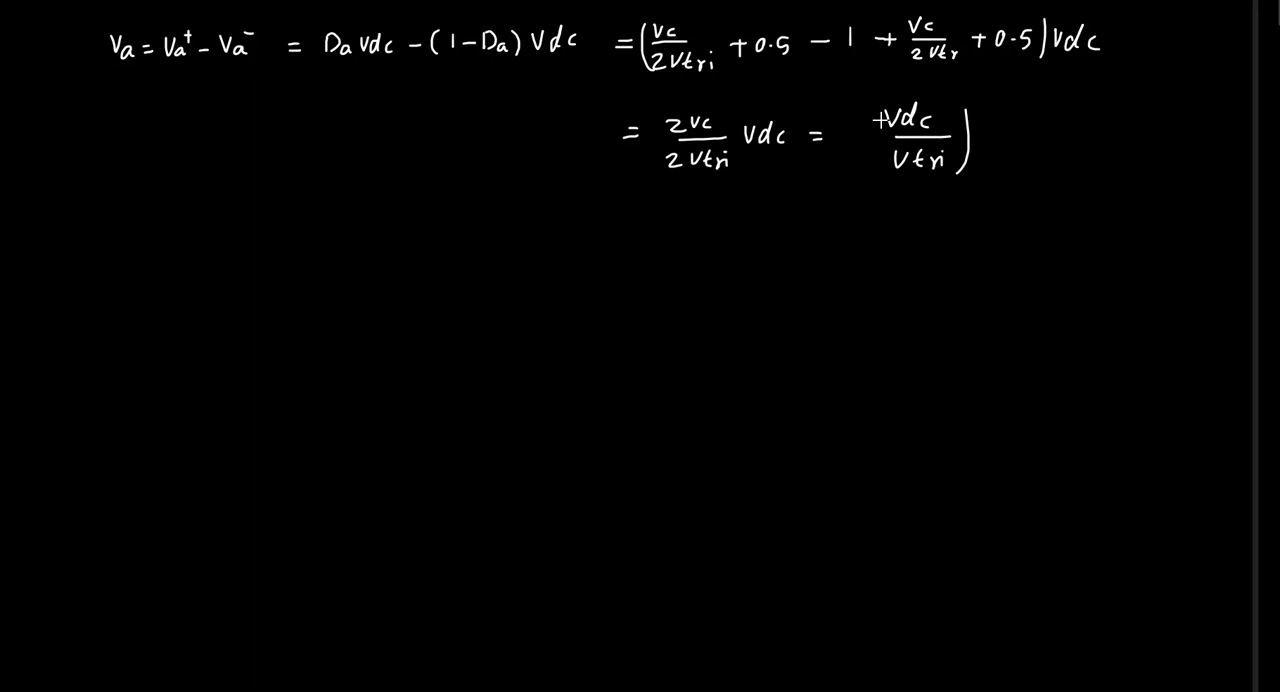 Va = Va⁺ - Va⁻ = Da Vdc - (1 - Da) Vdc = (Vc/2Vtri + 0.5 - 1 + Vc/2Vtr + 0.5) Vdc
= 2Vc/2Vtri Vdc = +Vdc/Vtri )